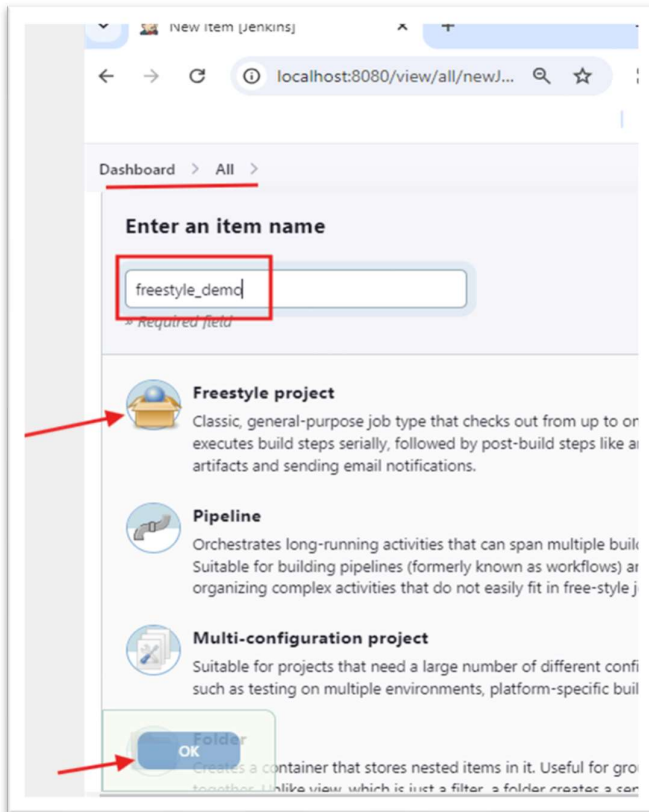 New Item [Jenkins]
localhost:8080/view/all/newJ...
Dashboard > All >
Enter an item name
freestyle_demo
» Required field
Freestyle project
Classic, general-purpose job type that checks out from up to
executes build steps serially, followed by post-build steps like
artifacts and sending email notifications.
Pipeline
Orchestrates long-running activities that can span multiple
Suitable for building pipelines (formerly known as workflows)
organizing complex activities that do not easily fit in free-style
Multi-configuration project
Suitable for projects that need a large number of different
such as testing on multiple environments, platform-specific
Folder
OK
Creates a container that stores nested items in it. Useful for
together. Unlike view, which is just a filter, a folder creates a